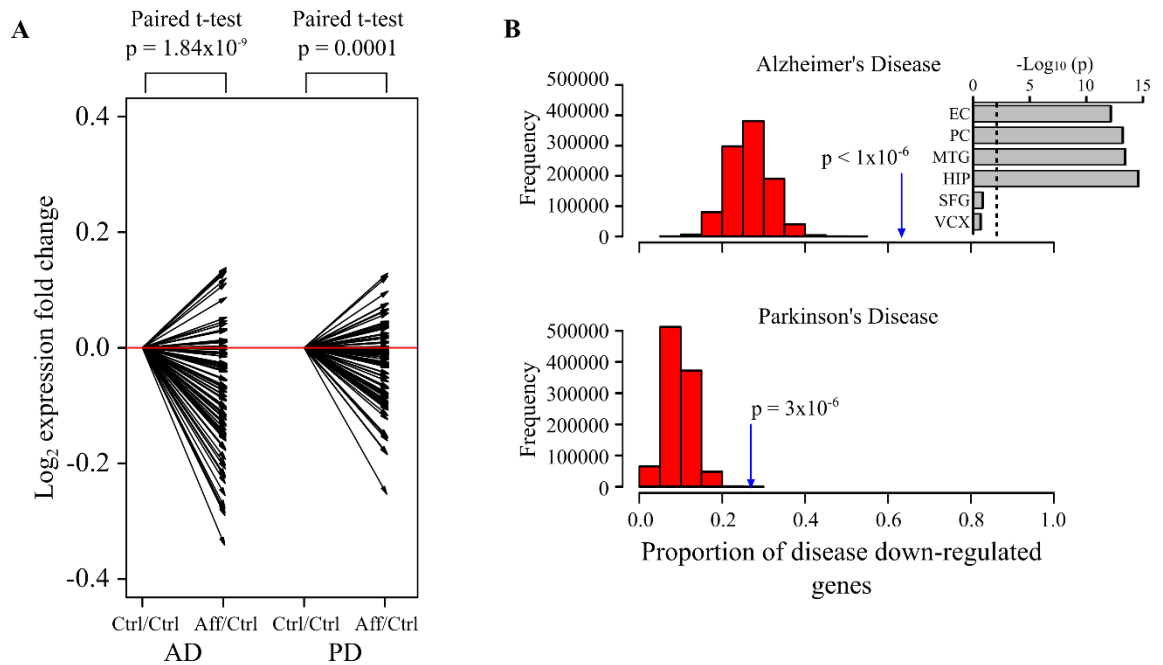 A
Paired t-test
p = 1.84x10⁻⁹
Paired t-test
p = 0.0001
Log₂ expression fold change
0.4
0.2
0.0
-0.2
-0.4
Ctrl/Ctrl Aff/Ctrl Ctrl/Ctrl Aff/Ctrl
AD PD
B
Alzheimer's Disease
Frequency
500000
400000
300000
200000
100000
0
p < 1x10⁻⁶
-Log₁₀ (p)
0 5 10 15
EC
PC
MTG
HIP
SFG
VCX
Parkinson's Disease
Frequency
500000
400000
300000
200000
100000
0
p = 3x10⁻⁶
0.0 0.2 0.4 0.6 0.8 1.0
Proportion of disease down-regulated
genes